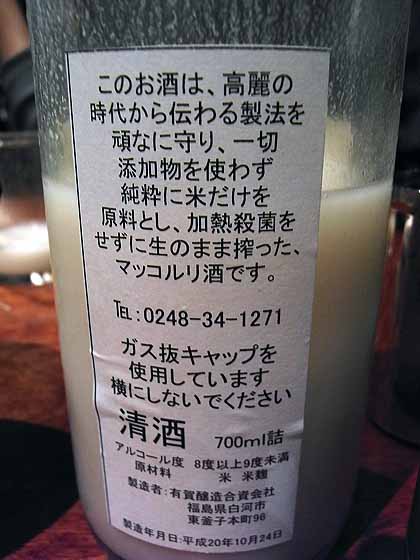 このお酒は、高麗の
時代から伝わる製法を
頑なに守り、一切
添加物を使わず
純粋に米だけを
原料とし、加熱殺菌を
せずに生のまま搾った、
マッコルリ酒です。
TEL:0248-34-1271
ガス抜キャップを
使用しています
横にしないでください
清酒 700ml詰
アルコール度 8度以上9度未満
原材料 米 米麹
製造者:有賀醸造合資会社
福島県白河市
東釜子本町96
製造年月日:平成20年10月24日